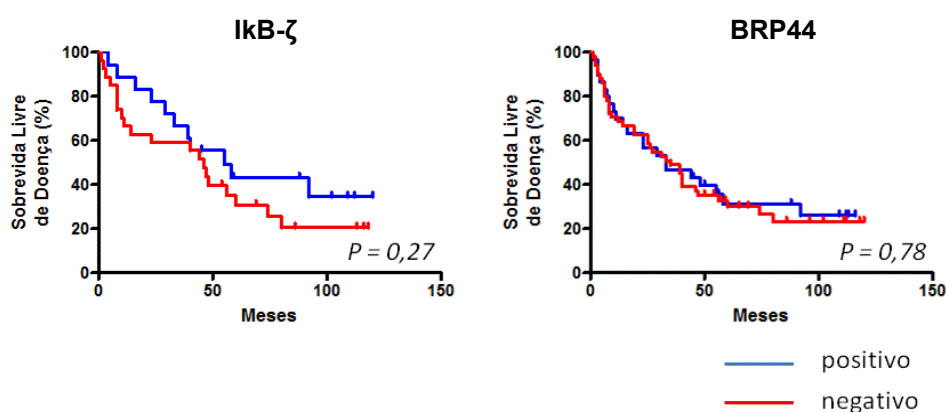 IkB-ζ
100
80
60
40
20
0
Sobrevida Livre
de Doença (%)
P = 0,27
0 50 100 150
Meses
BRP44
100
80
60
40
20
0
Sobrevida Livre
de Doença (%)
P = 0,78
0 50 100 150
Meses
positivo
negativo